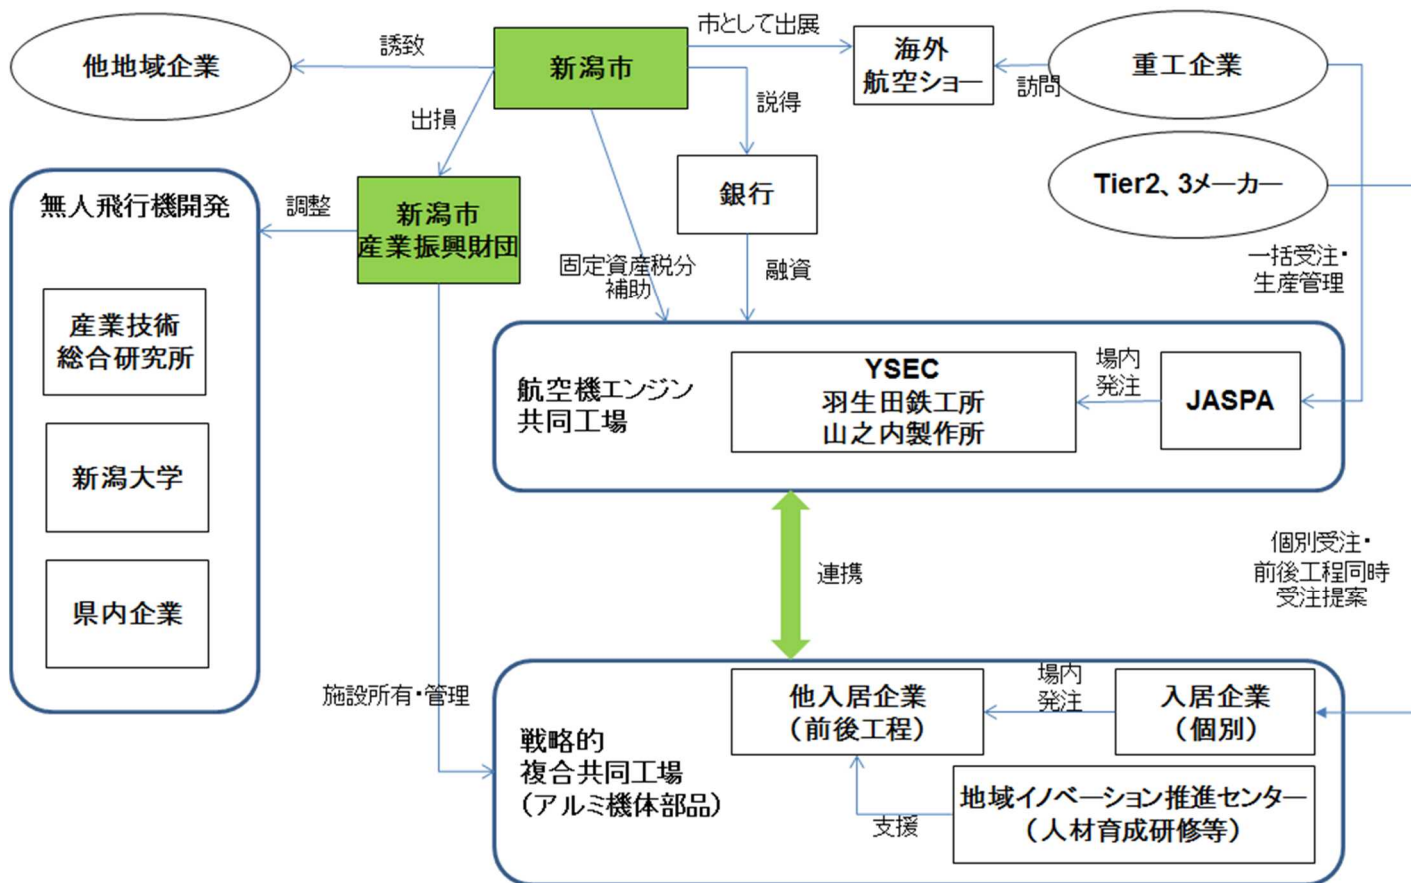 他地域企業
誘致
新潟市
市として出展
海外
航空ショー
訪問
重工企業
説得
出損
Tier2、3メーカー
銀行
無人飛行機開発
調整
新潟市
産業振興財団
固定資産税分
補助
融資
一括受注・
生産管理
産業技術
総合研究所
新潟大学
県内企業
航空機エンジン
共同工場
YSEC
羽生田鉄工所
山之内製作所
場内
発注
JASPA
連携
個別受注・
前後工程同時
受注提案
施設所有・管理
戦略的
複合共同工場
（アルミ機体部品）
他入居企業
（前後工程）
場内
発注
入居企業
（個別）
支援
地域イノベーション推進センター
（人材育成研修等）